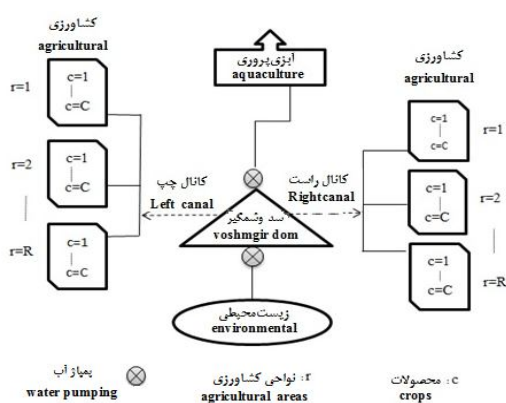 کشاورزی
agricultural
r=1
c=1
c=C
r=2
c=1
c=C
r=R
c=1
c=C
آبزی‌پروری
aquaculture
کانال چپ
Left canal
کانال راست
Rightcanal
سد وشمگیر
voshmgir dom
زیست‌محیطی
environmental
کشاورزی
agricultural
c=1
c=C
r=1
c=1
c=C
r=2
c=1
c=C
r=R
پمپاژ آب
water pumping
r: نواحی کشاورزی
agricultural areas
c: محصولات
crops